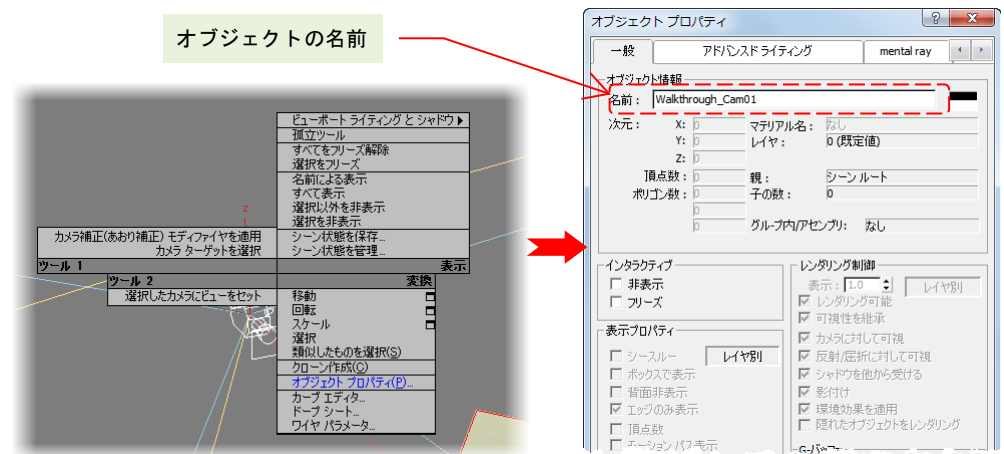 オブジェクトの名前
ビューポート ライティング と シャドウ
孤立ツール
すべてをフリーズ解除
選択をフリーズ
名前による表示
すべて表示
選択以外を非表示
選択を非表示
シーン状態を保存...
シーン状態を管理...
カメラ補正(あおり補正) モディファイヤを適用
カメラ ターゲットを選択
ツール 1
表示
ツール 2
変換
選択したカメラにビューをセット
移動
回転
スケール
選択
類似したものを選択(S)
クローン作成(C)
オブジェクト プロパティ(P)...
カーブ エディタ...
ドープ シート...
ワイヤ パラメータ...
z
オブジェクト プロパティ
一般 アドバンスド ライティング mental ray
オブジェクト情報
名前: Walkthrough_Cam01
次元: X: 0 マテリアル名: なし
Y: 0 レイヤ: 0 (既定値)
Z: 0
頂点数: 0 親: シーン ルート
ポリゴン数: 0 子の数: 0
0
0 グループ内/アセンブリ: なし
インタラクティブ
非表示
フリーズ
表示プロパティ
シースルー レイヤ別
ボックスで表示
背面非表示
エッジのみ表示
頂点数
モーション パス表示
レンダリング制御
表示: 1.0 レイヤ別
レンダリング可能
可視性を継承
カメラに対して可視
反射/屈折に対して可視
シャドウを他から受ける
影付け
環境効果を適用
隠れたオブジェクトをレンダリング